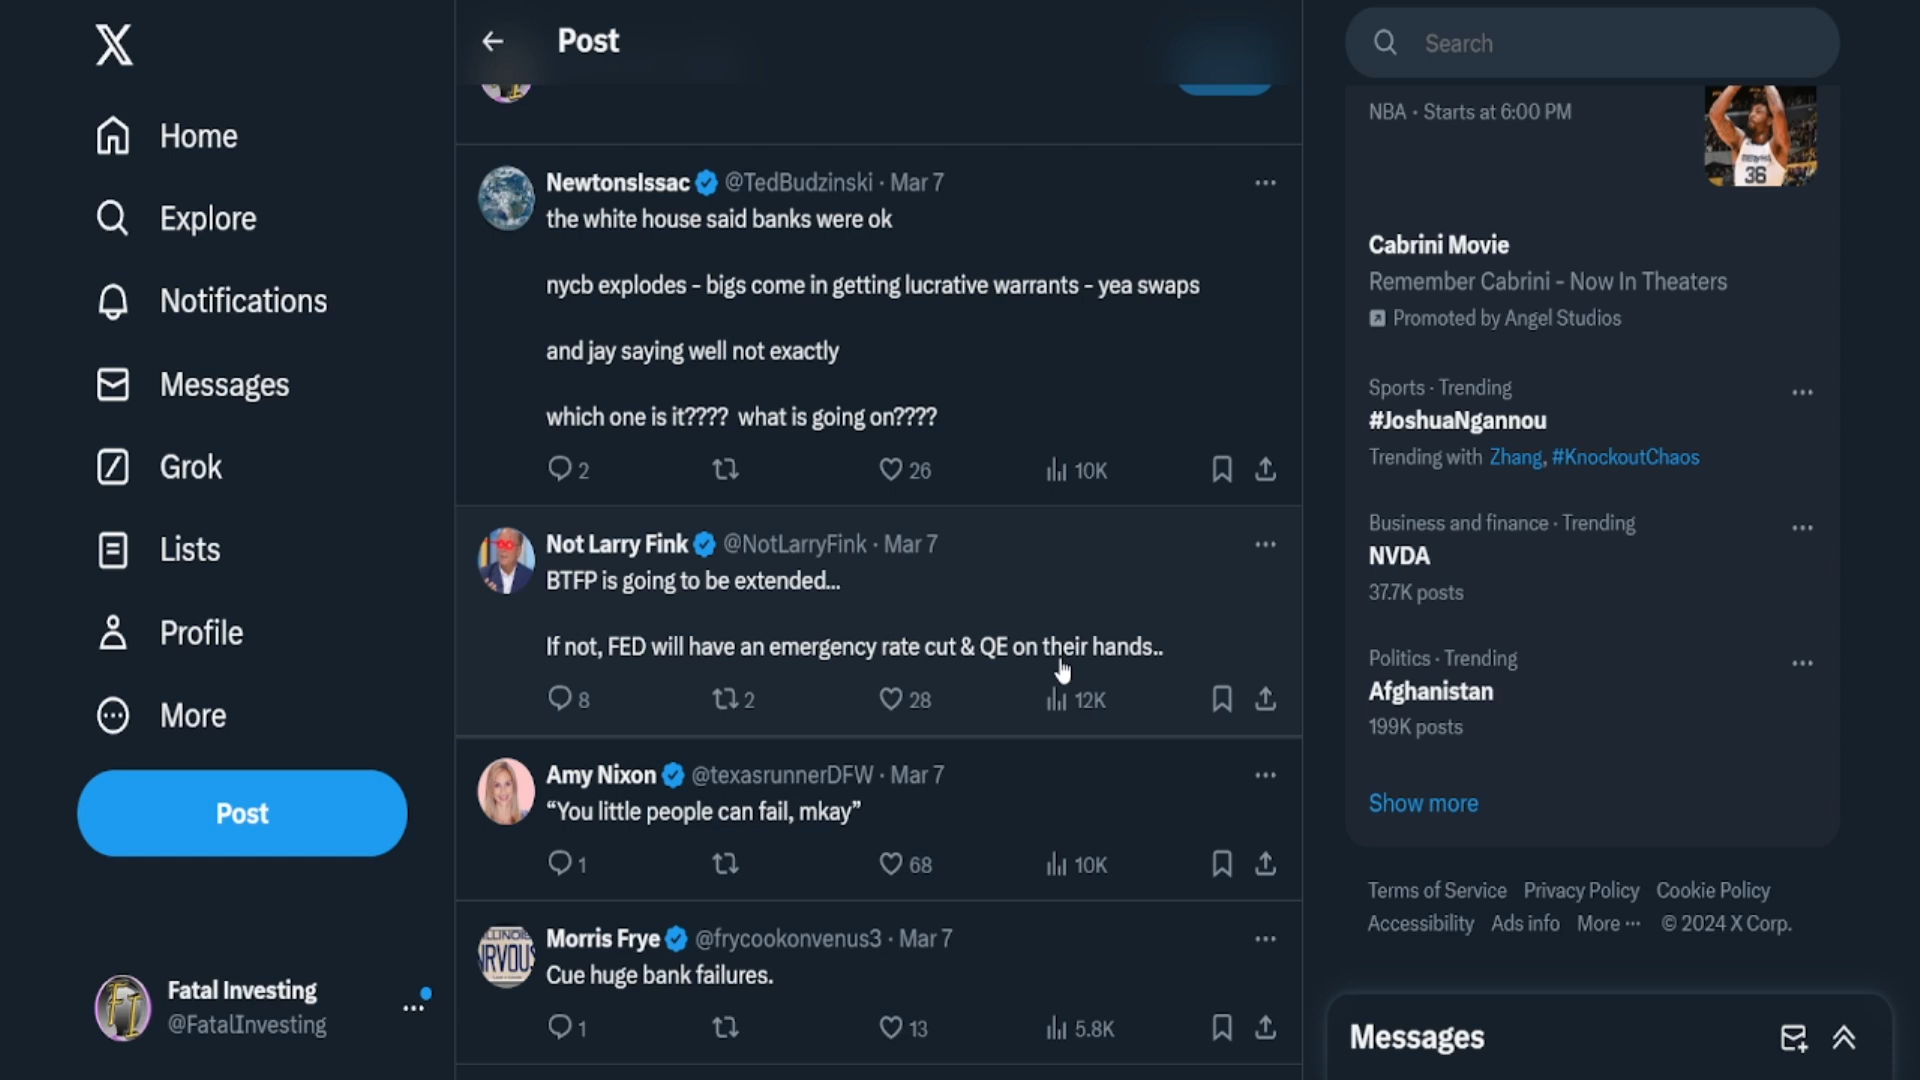 Home
Explore
Notifications
Messages
Grok
Lists
Profile
More
Post
Fatal Investing
@FatalInvesting
Post
NewtonsIssac @TedBudzinski · Mar 7
the white house said banks were ok
nycb explodes - bigs come in getting lucrative warrants - yea swaps
and jay saying well not exactly
which one is it???? what is going on????
2 26 10K
Not Larry Fink @NotLarryFink · Mar 7
BTFP is going to be extended...
If not, FED will have an emergency rate cut & QE on their hands..
8 2 28 12K
Amy Nixon @texasrunnerDFW · Mar 7
“You little people can fail, mkay”
1 68 10K
Morris Frye @frycookonvenus3 · Mar 7
Cue huge bank failures.
1 13 5.8K
Search
NBA · Starts at 6:00 PM
36
Cabrini Movie
Remember Cabrini - Now In Theaters
Promoted by Angel Studios
Sports · Trending
#JoshuaNgannou
Trending with Zhang, #KnockoutChaos
Business and finance · Trending
NVDA
37.7K posts
Politics · Trending
Afghanistan
199K posts
Show more
Terms of Service Privacy Policy Cookie Policy
Accessibility Ads info More ··· © 2024 X Corp.
Messages